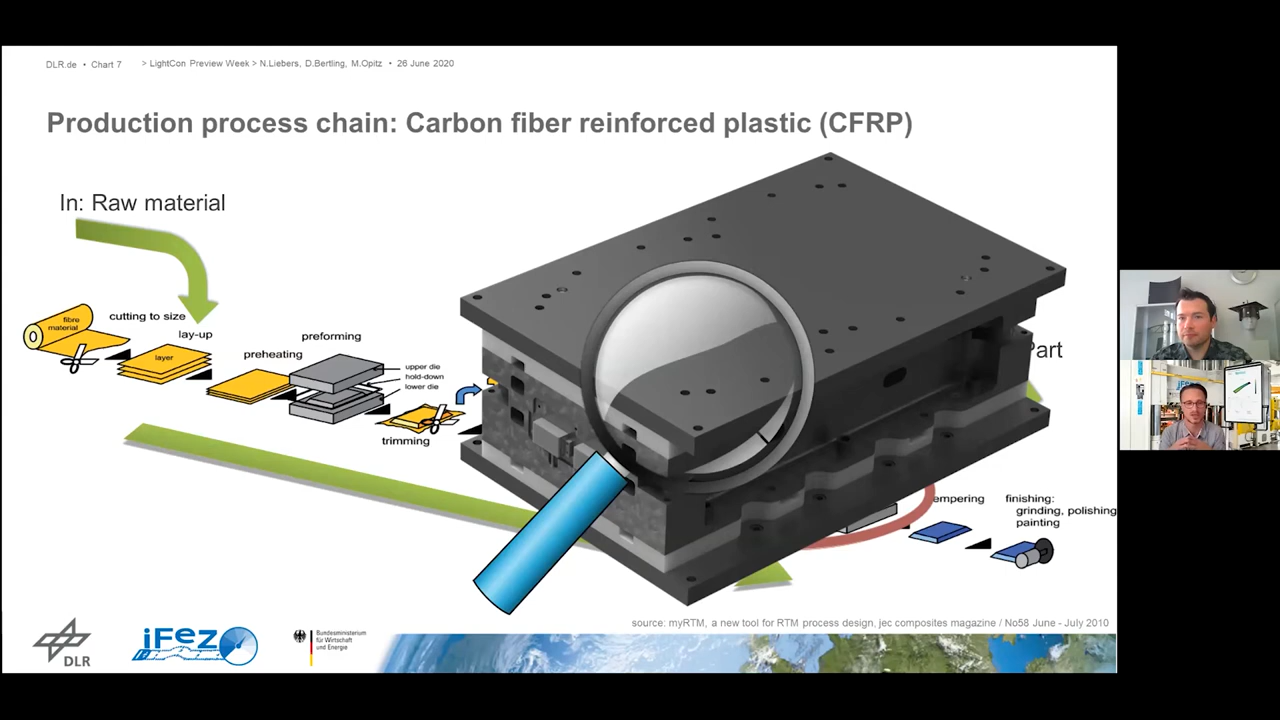 DLR.de • Chart 7 > LightCon Preview Week > N.Liebers, D.Bertling, M.Opitz • 26 June 2020
Production process chain: Carbon fiber reinforced plastic (CFRP)
In: Raw material
Part
fibre
material
cutting to size
lay-up
layer
preheating
preforming
upper die
hold-down
lower die
trimming
empering
finishing:
grinding, polishing
painting
source: myRTM, a new tool for RTM process design, jec composites magazine / No58 June - July 2010
DLR
iFez
Bundesministerium
für Wirtschaft
und Energie